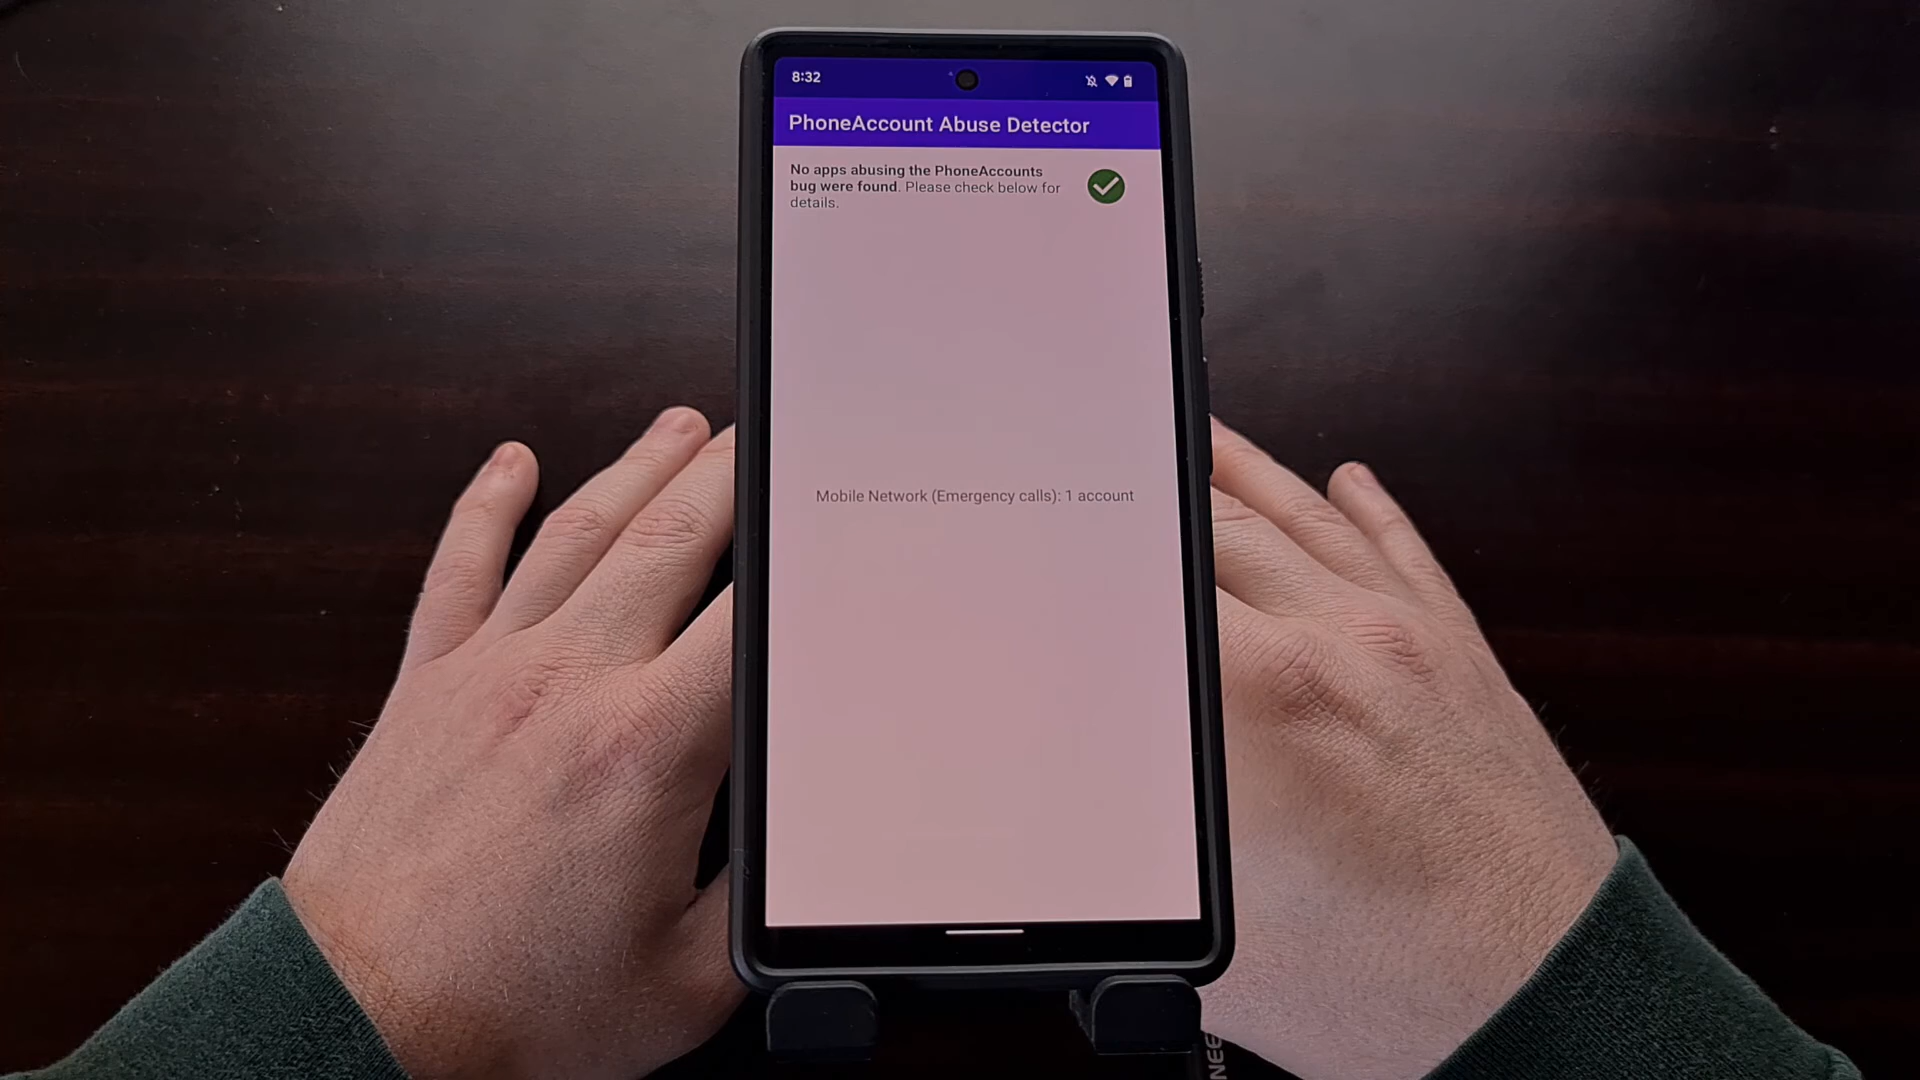 8:32
PhoneAccount Abuse Detector
No apps abusing the PhoneAccounts
bug were found. Please check below for
details.
Mobile Network (Emergency calls): 1 account
NEE